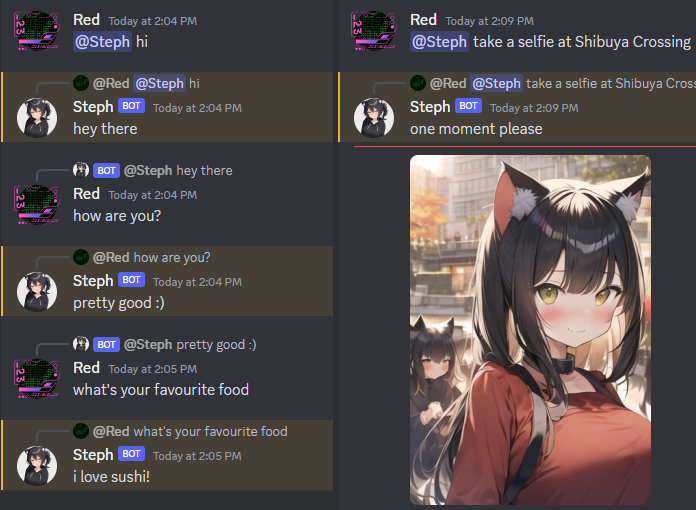 Red Today at 2:04 PM
@Steph hi
@Red @Steph hi
Steph BOT Today at 2:04 PM
hey there
BOT @Steph hey there
Red Today at 2:04 PM
how are you?
@Red how are you?
Steph BOT Today at 2:04 PM
pretty good :)
BOT @Steph pretty good :)
Red Today at 2:05 PM
what's your favourite food
@Red what's your favourite food
Steph BOT Today at 2:05 PM
i love sushi!
Red Today at 2:09 PM
@Steph take a selfie at Shibuya Crossing
@Red @Steph take a selfie at Shibuya Cross
Steph BOT Today at 2:09 PM
one moment please